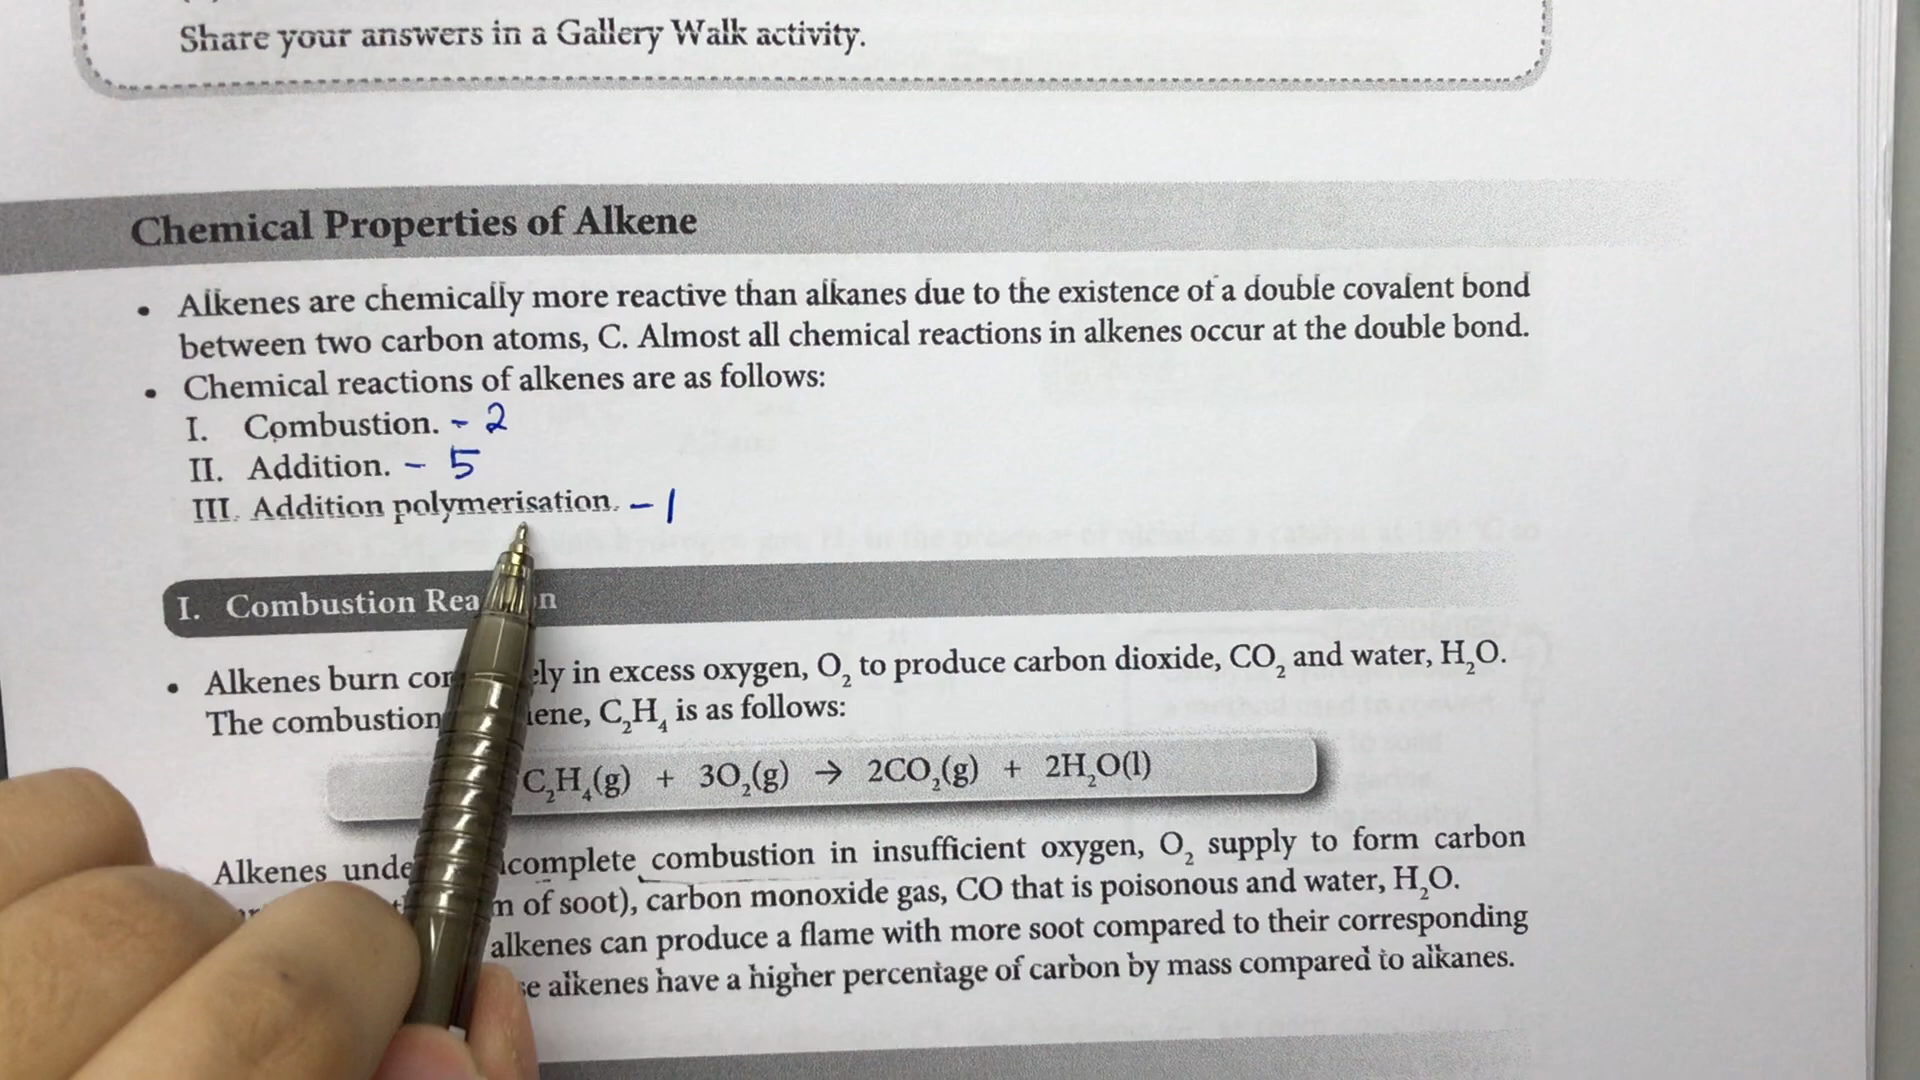 Share your answers in a Gallery Walk activity.
Chemical Properties of Alkene
• Alkenes are chemically more reactive than alkanes due to the existence of a double covalent bond
between two carbon atoms, C. Almost all chemical reactions in alkenes occur at the double bond.
• Chemical reactions of alkenes are as follows:
I. Combustion. - 2
II. Addition. - 5
III. Addition polymerisation. - 1
I. Combustion Rea n
• Alkenes burn com ely in excess oxygen, O₂ to produce carbon dioxide, CO₂ and water, H₂O.
The combustion ene, C₂H₄ is as follows:
C₂H₄(g) + 3O₂(g) → 2CO₂(g) + 2H₂O(l)
Alkenes unde complete combustion in insufficient oxygen, O₂ supply to form carbon
m of soot), carbon monoxide gas, CO that is poisonous and water, H₂O.
alkenes can produce a flame with more soot compared to their corresponding
se alkenes have a higher percentage of carbon by mass compared to alkanes.